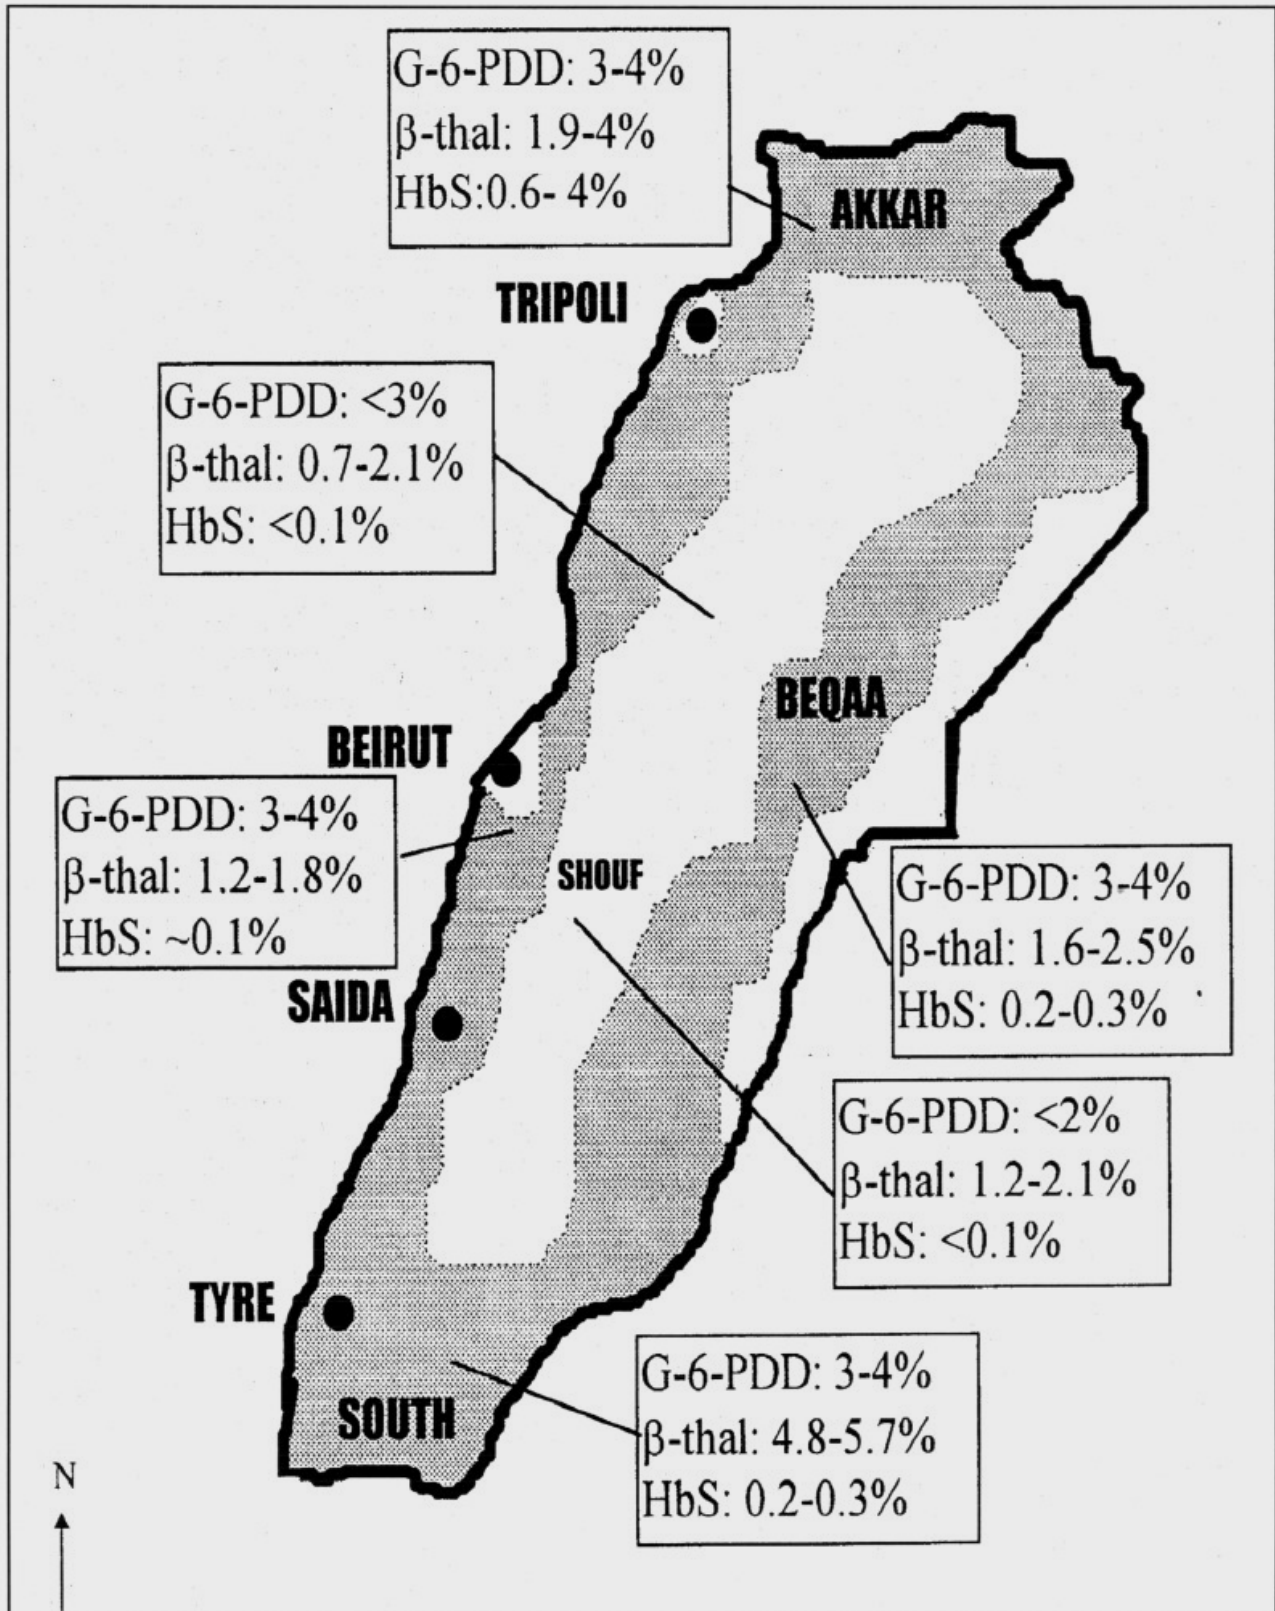 G-6-PDD: 3-4%
β-thal: 1.9-4%
HbS:0.6- 4%
AKKAR
TRIPOLI
G-6-PDD: <3%
β-thal: 0.7-2.1%
HbS: <0.1%
BEQAA
BEIRUT
G-6-PDD: 3-4%
β-thal: 1.2-1.8%
HbS: ~0.1%
SHOUF
G-6-PDD: 3-4%
β-thal: 1.6-2.5%
HbS: 0.2-0.3%
SAIDA
G-6-PDD: <2%
β-thal: 1.2-2.1%
HbS: <0.1%
TYRE
G-6-PDD: 3-4%
β-thal: 4.8-5.7%
HbS: 0.2-0.3%
SOUTH
N